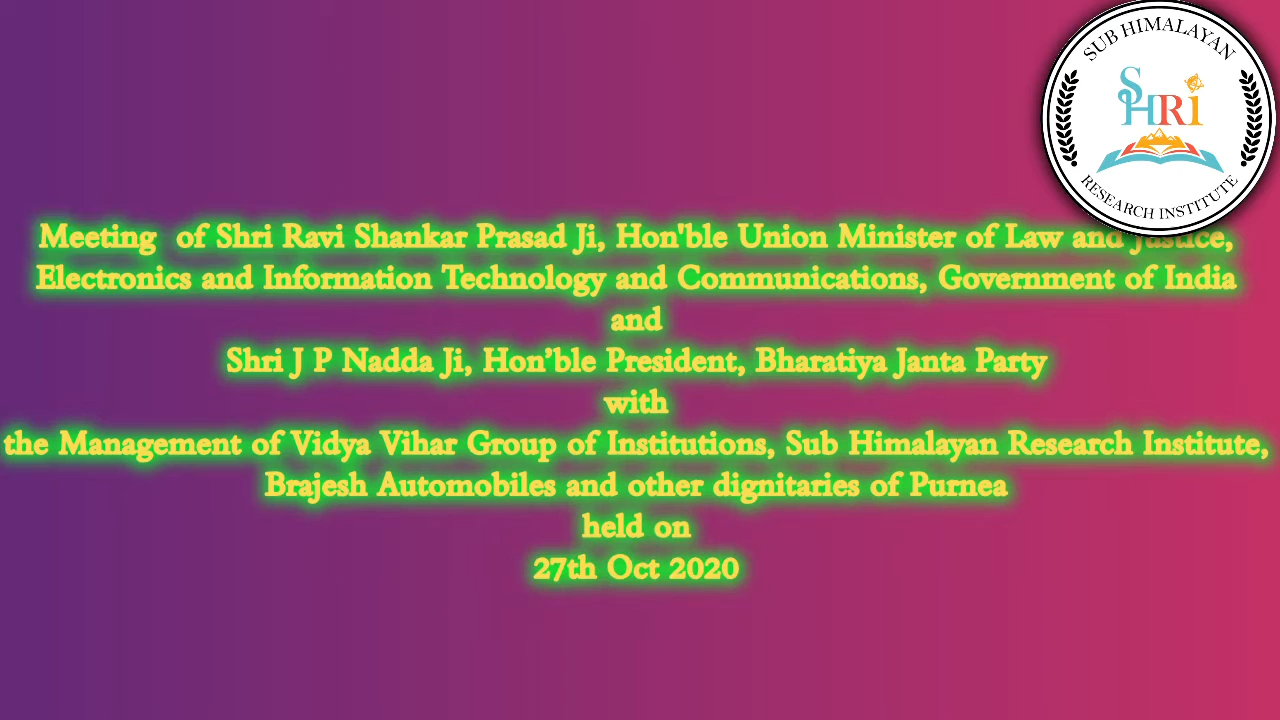 SUB HIMALAYAN
SHRI
RESEARCH INSTITUTE
Meeting of Shri Ravi Shankar Prasad Ji, Hon'ble Union Minister of Law and Justice,
Electronics and Information Technology and Communications, Government of India
and
Shri J P Nadda Ji, Hon’ble President, Bharatiya Janta Party
with
the Management of Vidya Vihar Group of Institutions, Sub Himalayan Research Institute,
Brajesh Automobiles and other dignitaries of Purnea
held on
27th Oct 2020